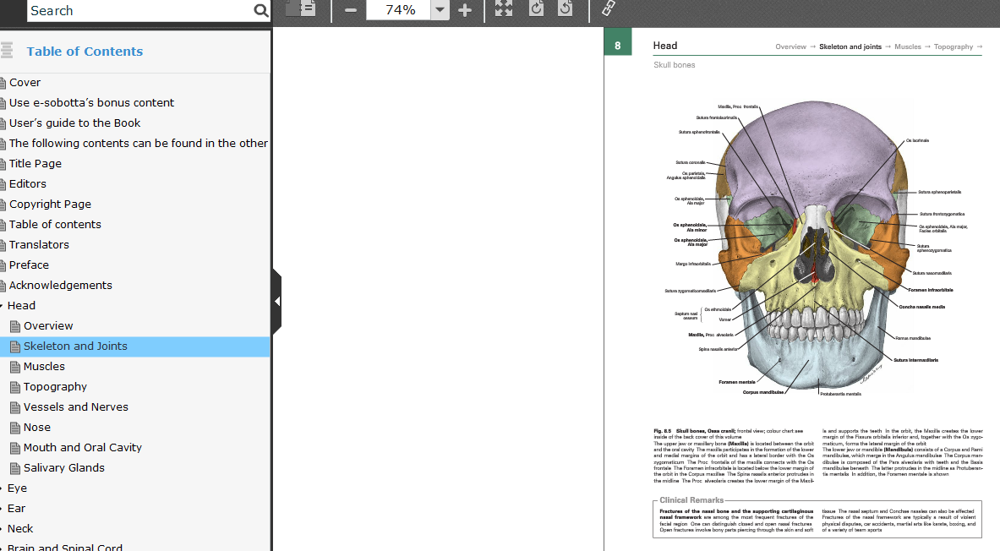 Search
74%
Table of Contents
Cover
Use e-sobotta´s bonus content
User´s guide to the Book
The following contents can be found in the other
Title Page
Editors
Copyright Page
Table of contents
Translators
Preface
Acknowledgements
Head
Overview
Skeleton and Joints
Muscles
Topography
Vessels and Nerves
Nose
Mouth and Oral Cavity
Salivary Glands
Eye
Ear
Neck
Brain and Spinal Cord
8
Head
Overview → Skeleton and joints → Muscles → Topography →
Skull bones
Maxilla, Proc frontalis
Sutura frontolacrimalis
Sutura sphenofrontalis
Sutura coronalis
Os parietale,
Angulus sphenoidalis
Os sphenoidale,
Ala major
Os sphenoidale,
Ala minor
Os sphenoidale,
Ala major
Margo infraorbitalis
Sutura zygomaticomaxillaris
Septum nasi
osseum
Os ethmoidale
Vomer
Maxilla, Proc alveolaris
Spina nasalis anterior
Foramen mentale
Corpus mandibulae
Protuberantia mentalis
Os lacrimale
Sutura sphenoparietalis
Sutura frontozygomatica
Os sphenoidale, Ala major,
Facies orbitalis
Sutura
sphenozygomatica
Sutura nasomaxillaris
Foramen infraorbitale
Concha nasalis media
Ramus mandibulae
Sutura intermaxillaris
Fig. 8.5 Skull bones, Ossa cranii; frontal view; colour chart see
inside of the back cover of this volume
The upper jaw or maxillary bone (Maxilla) is located between the orbit
and the oral cavity The maxilla participates in the formation of the lower
and medial margins of the orbit and has a lateral border with the Os
zygomaticum The Proc frontalis of the maxilla connects with the Os
frontale The Foramen infraorbitale is located below the lower margin of
the orbit in the Corpus maxillae The Spina nasalis anterior protrudes in
the midline The Proc alveolaris creates the lower margin of the Maxil-
la and supports the teeth In the orbit, the Maxilla creates the lower
margin of the Fissura orbitalis inferior and, together with the Os zygo-
maticum, forms the lateral margin of the orbit
The lower jaw or mandible (Mandibula) consists of a Corpus and Rami
mandibulae, which merge in the Angulus mandibulae The Corpus man-
dibulae is composed of the Pars alveolaris with teeth and the Basis
mandibulae beneath The latter protrudes in the midline as Protuberan-
tia mentalis In addition, the Foramen mentale is shown
Clinical Remarks
Fractures of the nasal bone and the supporting cartilaginous
nasal framework are among the most frequent fractures of the
facial region One can distinguish closed and open nasal fractures
Open fractures involve bony parts piercing through the skin and soft
tissue The nasal septum and Conchae nasales can also be affected
Fractures of the nasal framework are typically a result of violent
physical disputes, car accidents, martial arts like karate, boxing, and
of a variety of team sports